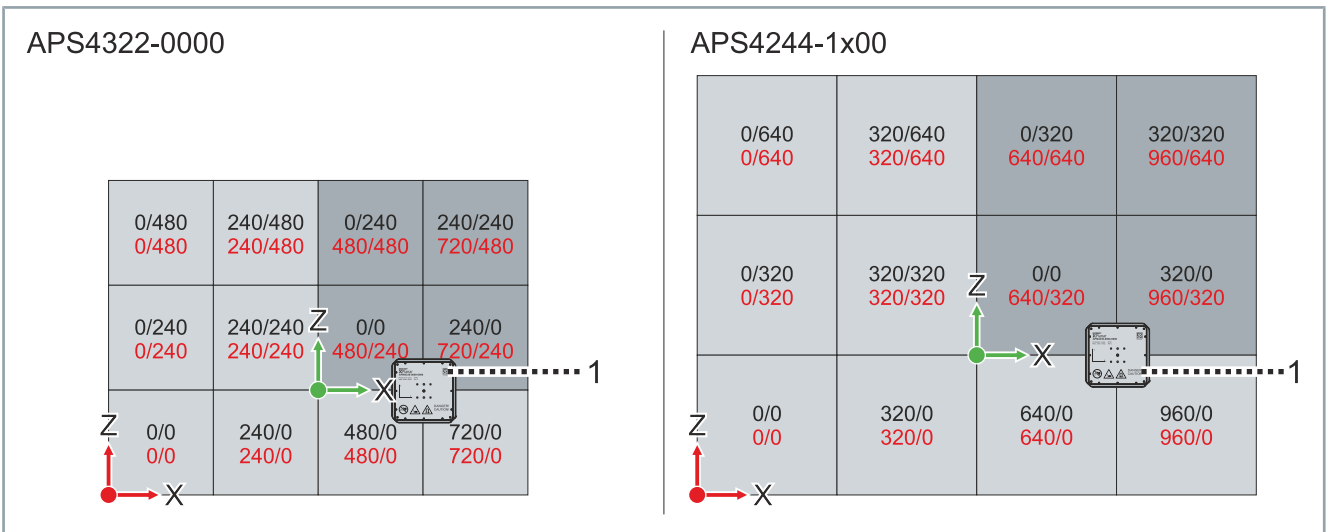 APS4322-0000
0/480 240/480 0/240 240/240
0/480 240/480 480/480 720/480
0/240 240/240 Z 0/0 240/0
0/240 240/240 480/240 720/240
X
1
Z 0/0 240/0 480/0 720/0
0/0 240/0 480/0 720/0
X
APS4244-1x00
0/640 320/640 0/320 320/320
0/640 320/640 640/640 960/640
0/320 320/320 Z 0/0 320/0
0/320 320/320 640/320 960/320
X
1
Z 0/0 320/0 640/0 960/0
0/0 320/0 640/0 960/0
X